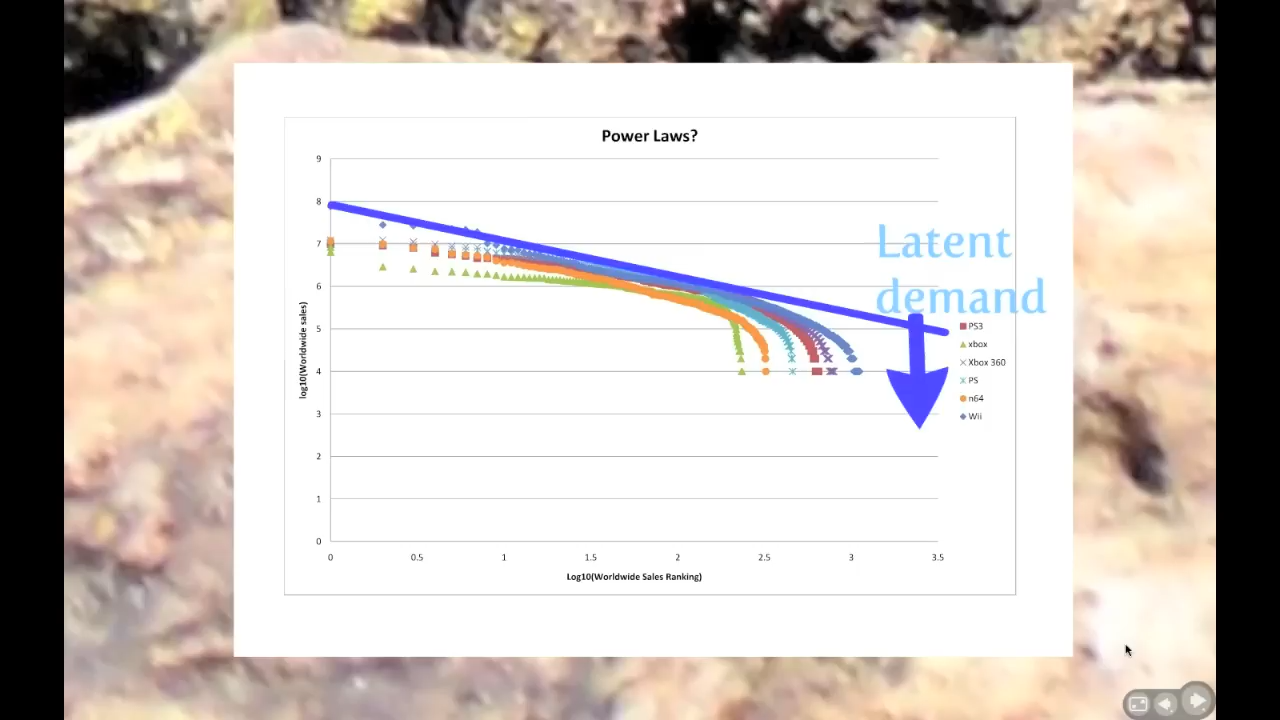 Power Laws?
9
8
7
6
5
4
3
2
1
0
log10(Worldwide sales)
0 0.5 1 1.5 2 2.5 3 3.5
Log10(Worldwide Sales Ranking)
Latent
demand
PS3
xbox
Xbox 360
PS
n64
Wii